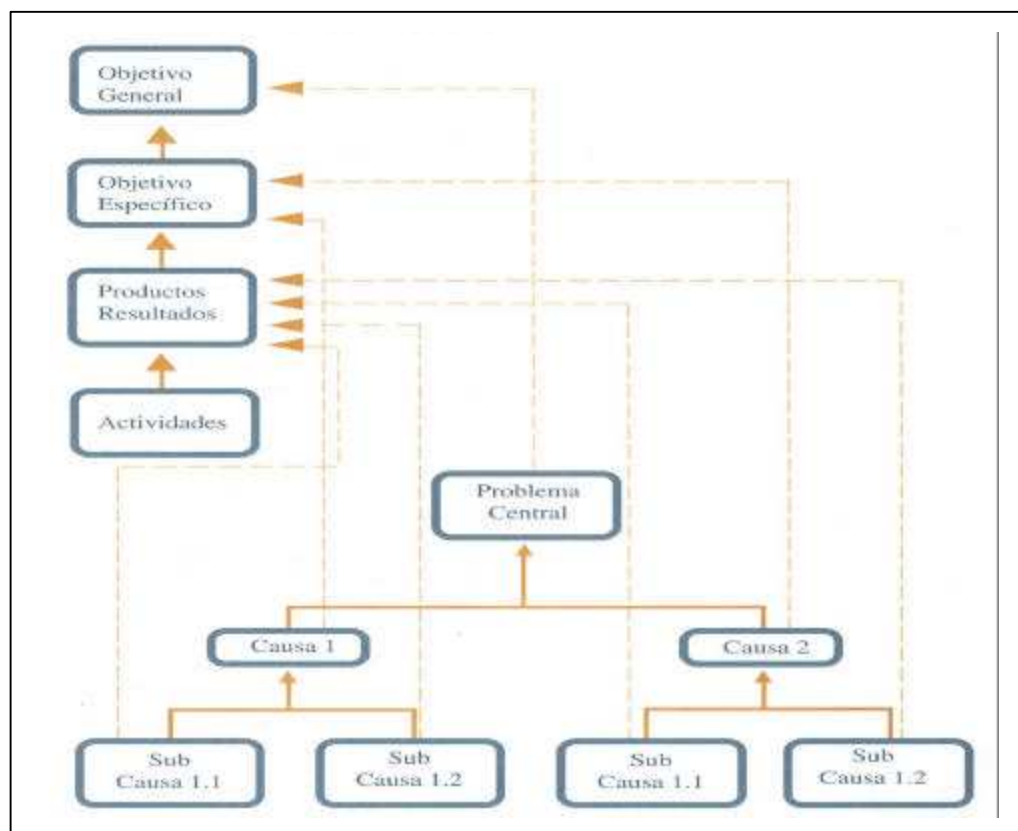 Objetivo
General
Objetivo
Específico
Productos
Resultados
Actividades
Problema
Central
Causa 1
Causa 2
Sub
Causa 1.1
Sub
Causa 1.2
Sub
Causa 1.1
Sub
Causa 1.2